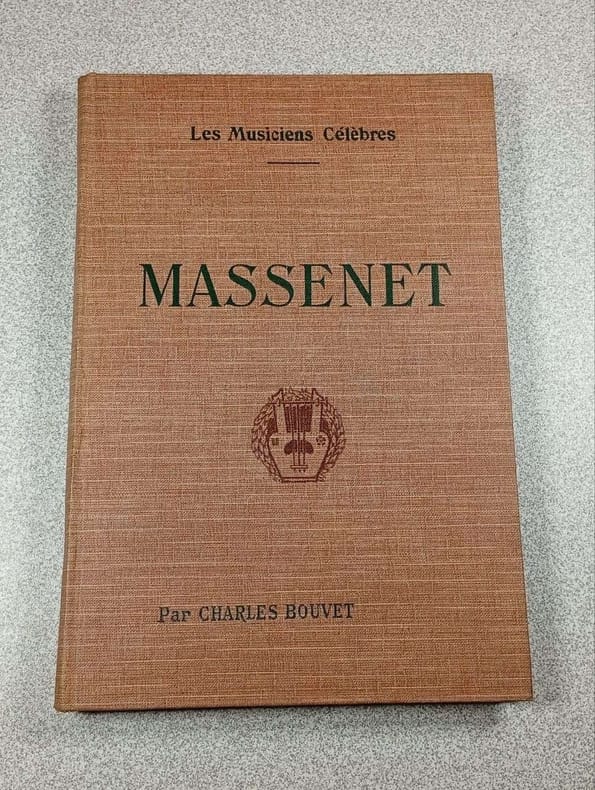 Les Musiciens Célèbres
MASSENET
Par CHARLES BOUVET